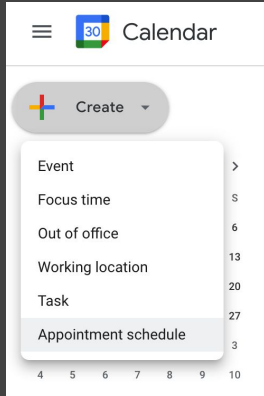 30 Calendar
Create
Event
Focus time
Out of office
Working location
Task
Appointment schedule
S
6
13
20
27
3
4 5 6 7 8 9 10